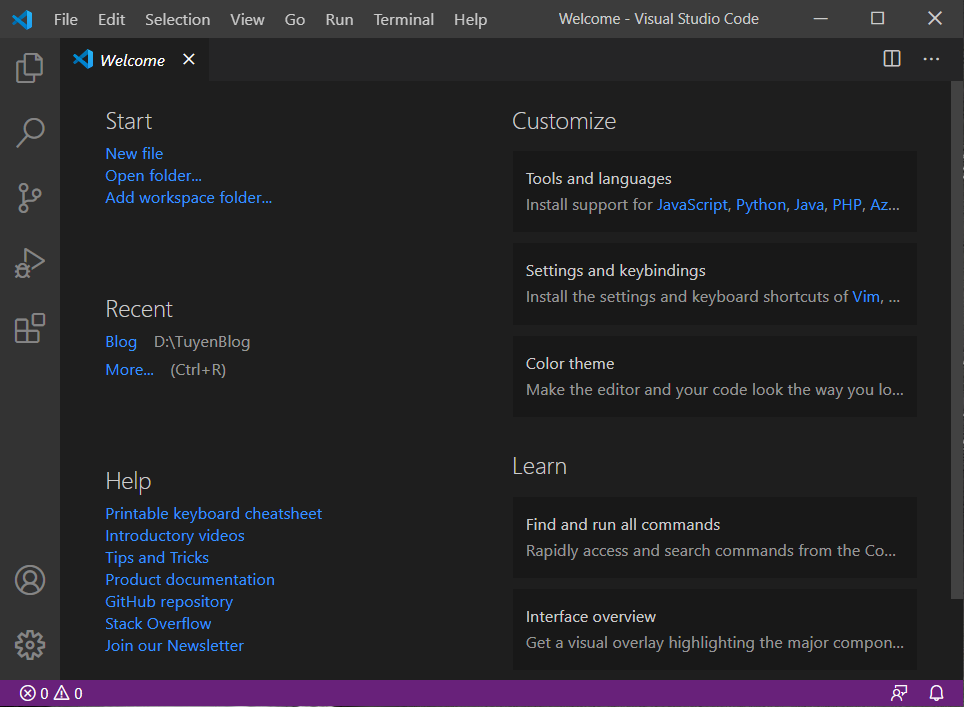 File Edit Selection View Go Run Terminal Help Welcome - Visual Studio Code
Welcome
Start
New file
Open folder...
Add workspace folder...
Recent
Blog D:\TuyenBlog
More... (Ctrl+R)
Help
Printable keyboard cheatsheet
Introductory videos
Tips and Tricks
Product documentation
GitHub repository
Stack Overflow
Join our Newsletter
Customize
Tools and languages
Install support for JavaScript, Python, Java, PHP, Az...
Settings and keybindings
Install the settings and keyboard shortcuts of Vim, ...
Color theme
Make the editor and your code look the way you lo...
Learn
Find and run all commands
Rapidly access and search commands from the Co...
Interface overview
Get a visual overlay highlighting the major compon...
0 0